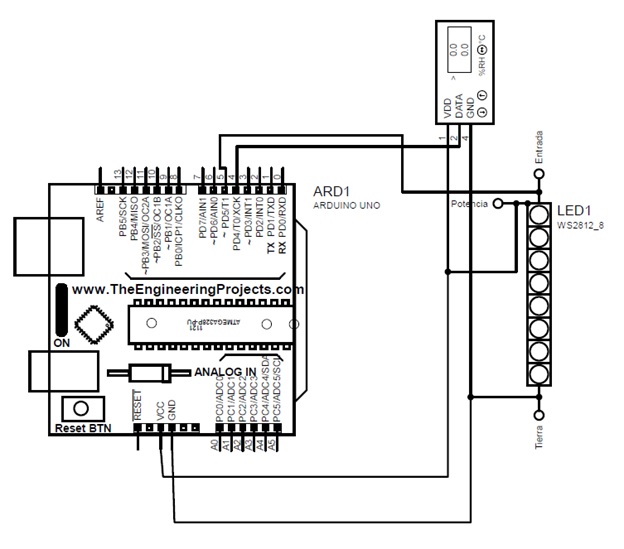 0.0
0.0
>
%RH
°C
VDD
DATA
GND
1
2
4
Entrada
Potencia
LED1
WS2812_8
Tierra
ARD1
ARDUINO UNO
13
12
11
10
9
8
7
6
5
4
3
2
1
0
AREF
PB5/SCK
PB4/MISO
~PB3/MOSI/OC2A
~PB2/SS/OC1B
~PB1/OC1A
PB0/ICP1/CLKO
PD7/AIN1
~PD6/AIN0
~PD5/T1
PD4/T0/XCK
~PD3/INT1
PD2/INT0
TX PD1/TXD
RX PD0/RXD
www.TheEngineeringProjects.com
ON
1121
ATMEGA328P-PU
ANALOG IN
RESET
VCC
GND
PC0/ADC0
PC1/ADC1
PC2/ADC2
PC3/ADC3
PC4/ADC4/SDA
PC5/ADC5/SCL
Reset BTN
A0
A1
A2
A3
A4
A5